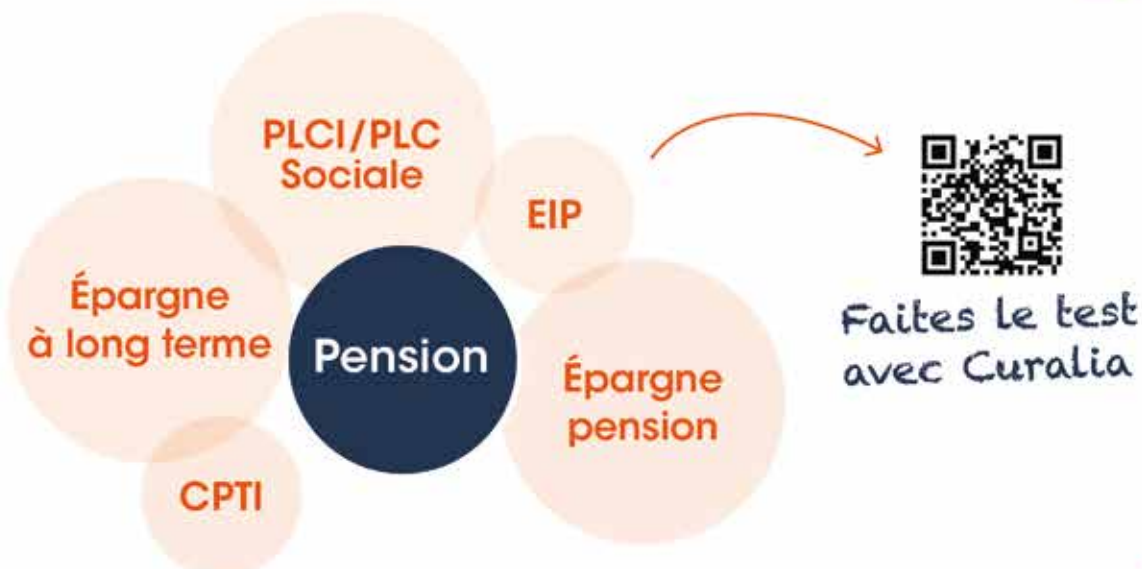 PLCI/PLC
Sociale
EIP
Épargne
à long terme
Pension
Épargne
pension
CPTI
Faites le test
avec Curalia